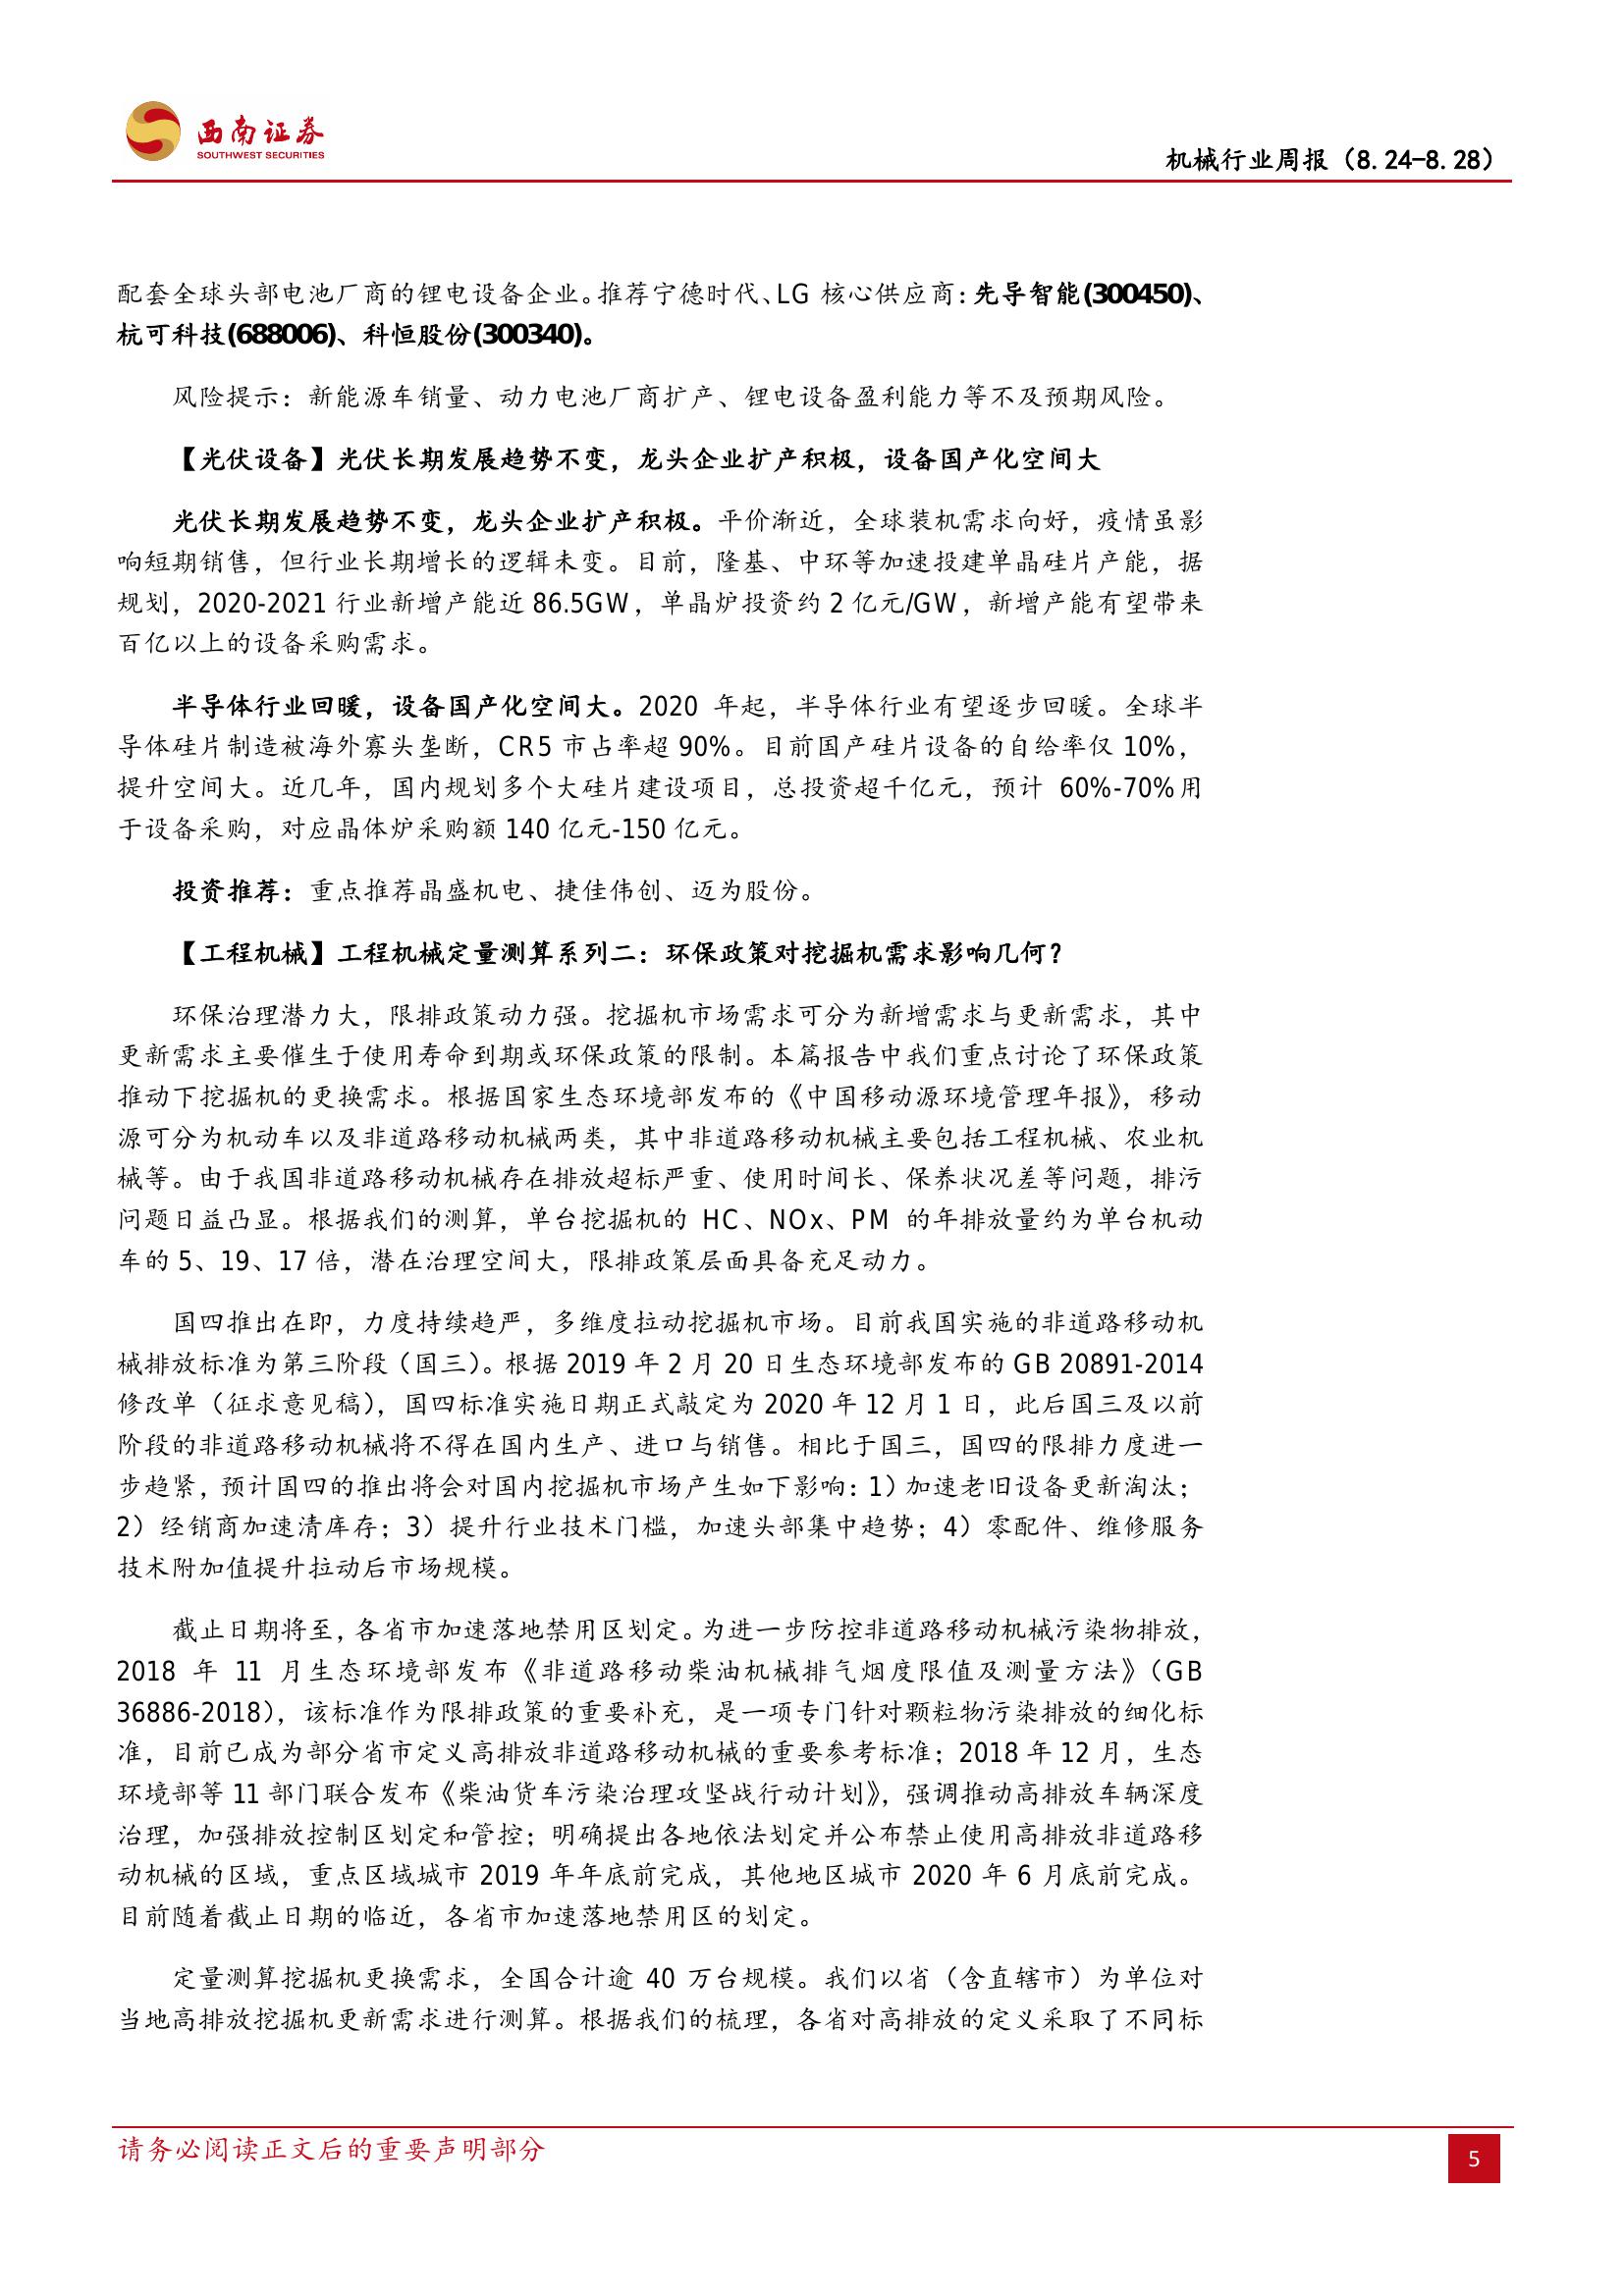 西南证券
SOUTHWEST SECURITIES
机械行业周报（8.24-8.28）
配套全球头部电池厂商的锂电设备企业。推荐宁德时代、LG 核心供应商：先导智能(300450)、
杭可科技(688006)、科恒股份(300340)。
风险提示：新能源车销量、动力电池厂商扩产、锂电设备盈利能力等不及预期风险。
【光伏设备】光伏长期发展趋势不变，龙头企业扩产积极，设备国产化空间大
光伏长期发展趋势不变，龙头企业扩产积极。平价渐近，全球装机需求向好，疫情虽影
响短期销售，但行业长期增长的逻辑未变。目前，隆基、中环等加速投建单晶硅片产能，据
规划，2020-2021 行业新增产能近 86.5GW，单晶炉投资约 2 亿元/GW，新增产能有望带来
百亿以上的设备采购需求。
半导体行业回暖，设备国产化空间大。2020 年起，半导体行业有望逐步回暖。全球半
导体硅片制造被海外寡头垄断，CR5 市占率超 90%。目前国产硅片设备的自给率仅 10%，
提升空间大。近几年，国内规划多个大硅片建设项目，总投资超千亿元，预计 60%-70%用
于设备采购，对应晶体炉采购额 140 亿元-150 亿元。
投资推荐：重点推荐晶盛机电、捷佳伟创、迈为股份。
【工程机械】工程机械定量测算系列二：环保政策对挖掘机需求影响几何？
环保治理潜力大，限排政策动力强。挖掘机市场需求可分为新增需求与更新需求，其中
更新需求主要催生于使用寿命到期或环保政策的限制。本篇报告中我们重点讨论了环保政策
推动下挖掘机的更换需求。根据国家生态环境部发布的《中国移动源环境管理年报》，移动
源可分为机动车以及非道路移动机械两类，其中非道路移动机械主要包括工程机械、农业机
械等。由于我国非道路移动机械存在排放超标严重、使用时间长、保养状况差等问题，排污
问题日益凸显。根据我们的测算，单台挖掘机的 HC、NOx、PM 的年排放量约为单台机动
车的 5、19、17 倍，潜在治理空间大，限排政策层面具备充足动力。
国四推出在即，力度持续趋严，多维度拉动挖掘机市场。目前我国实施的非道路移动机
械排放标准为第三阶段（国三）。根据 2019 年 2 月 20 日生态环境部发布的 GB 20891-2014
修改单（征求意见稿），国四标准实施日期正式敲定为 2020 年 12 月 1 日，此后国三及以前
阶段的非道路移动机械将不得在国内生产、进口与销售。相比于国三，国四的限排力度进一
步趋紧，预计国四的推出将会对国内挖掘机市场产生如下影响：1）加速老旧设备更新淘汰；
2）经销商加速清库存；3）提升行业技术门槛，加速头部集中趋势；4）零配件、维修服务
技术附加值提升拉动后市场规模。
截止日期将至，各省市加速落地禁用区划定。为进一步防控非道路移动机械污染物排放，
2018 年 11 月生态环境部发布《非道路移动柴油机械排气烟度限值及测量方法》（GB
36886-2018），该标准作为限排政策的重要补充，是一项专门针对颗粒物污染排放的细化标
准，目前已成为部分省市定义高排放非道路移动机械的重要参考标准；2018 年 12 月，生态
环境部等 11 部门联合发布《柴油货车污染治理攻坚战行动计划》，强调推动高排放车辆深度
治理，加强排放控制区划定和管控；明确提出各地依法划定并公布禁止使用高排放非道路移
动机械的区域，重点区域城市 2019 年年底前完成，其他地区城市 2020 年 6 月底前完成。
目前随着截止日期的临近，各省市加速落地禁用区的划定。
定量测算挖掘机更换需求，全国合计逾 40 万台规模。我们以省（含直辖市）为单位对
当地高排放挖掘机更新需求进行测算。根据我们的梳理，各省对高排放的定义采取了不同标
请务必阅读正文后的重要声明部分
5